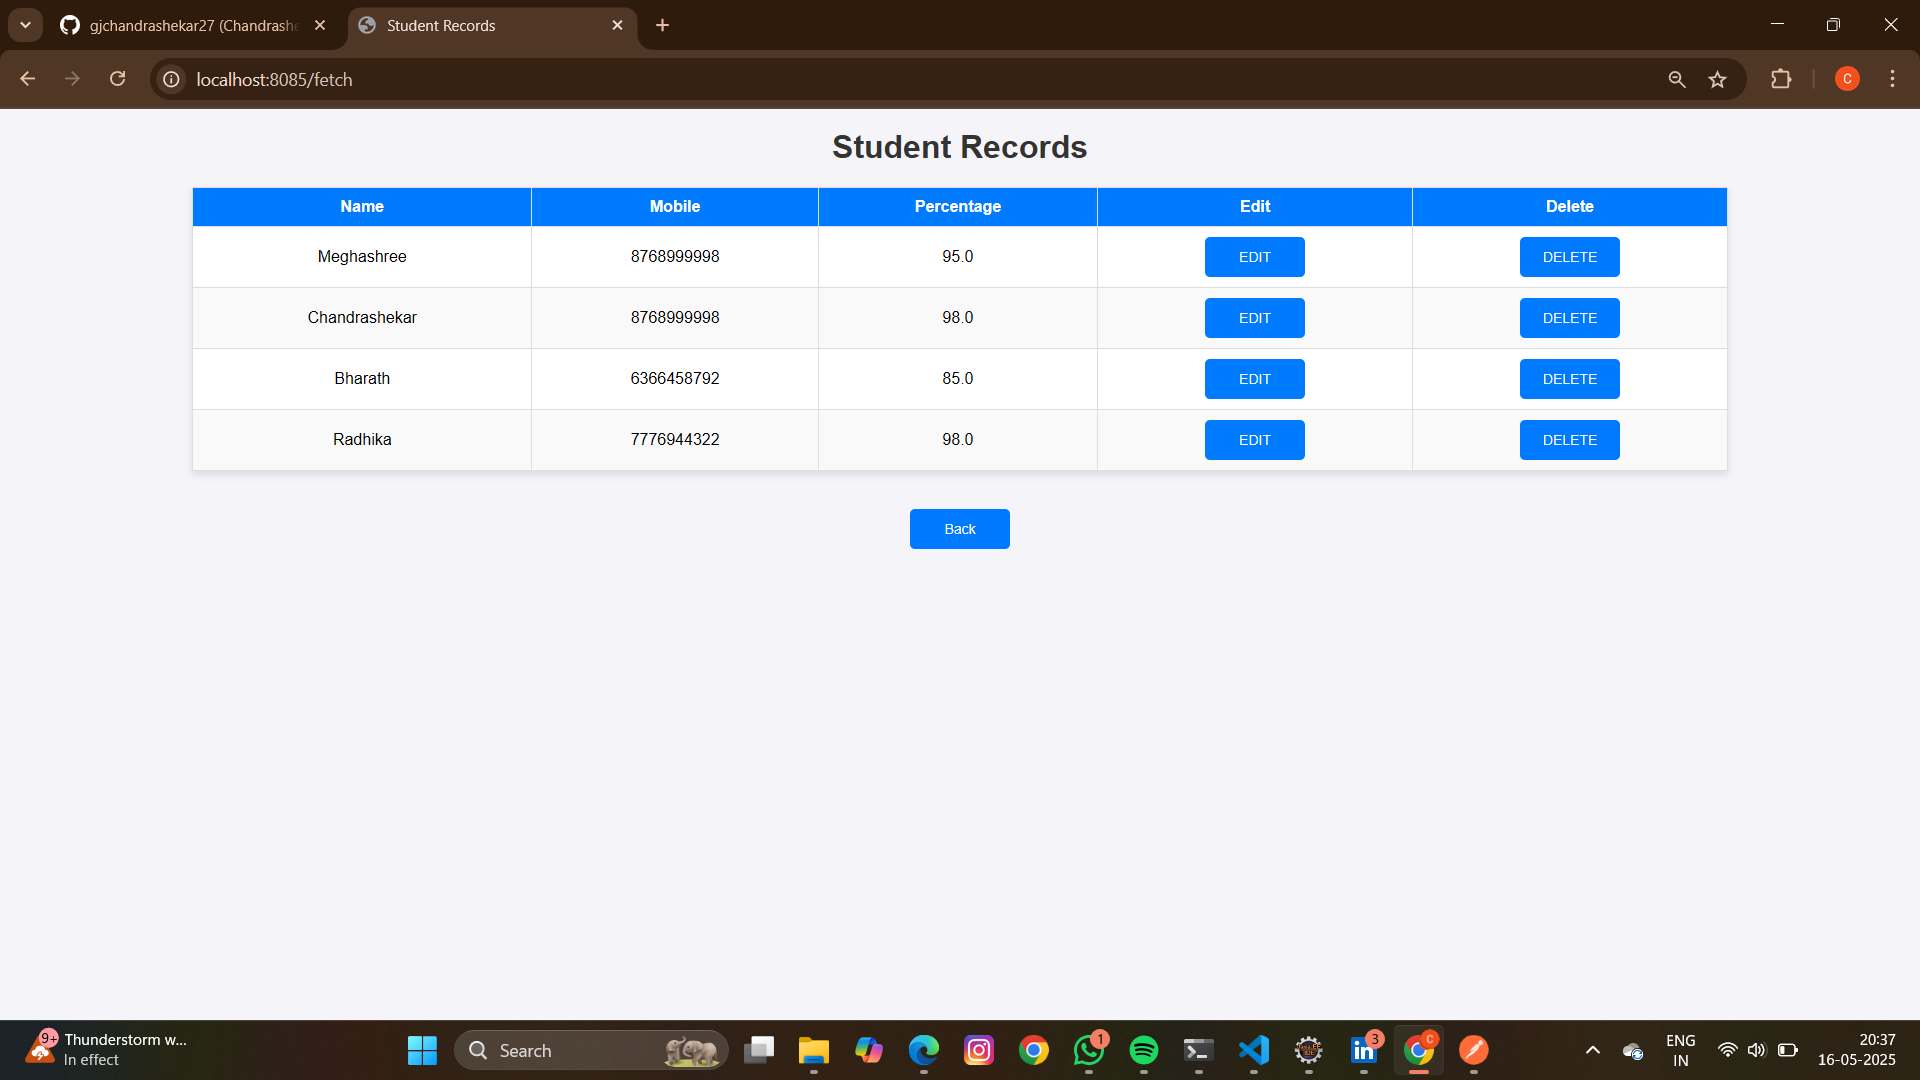 gjchandrashekar27 (Chandrashe
Student Records
localhost:8085/fetch
C
Student Records
Name Mobile Percentage Edit Delete
Meghashree 8768999998 95.0 EDIT DELETE
Chandrashekar 8768999998 98.0 EDIT DELETE
Bharath 6366458792 85.0 EDIT DELETE
Radhika 7776944322 98.0 EDIT DELETE
Back
9+
Thunderstorm w...
In effect
Search
1
3
C
ENG
IN
20:37
16-05-2025